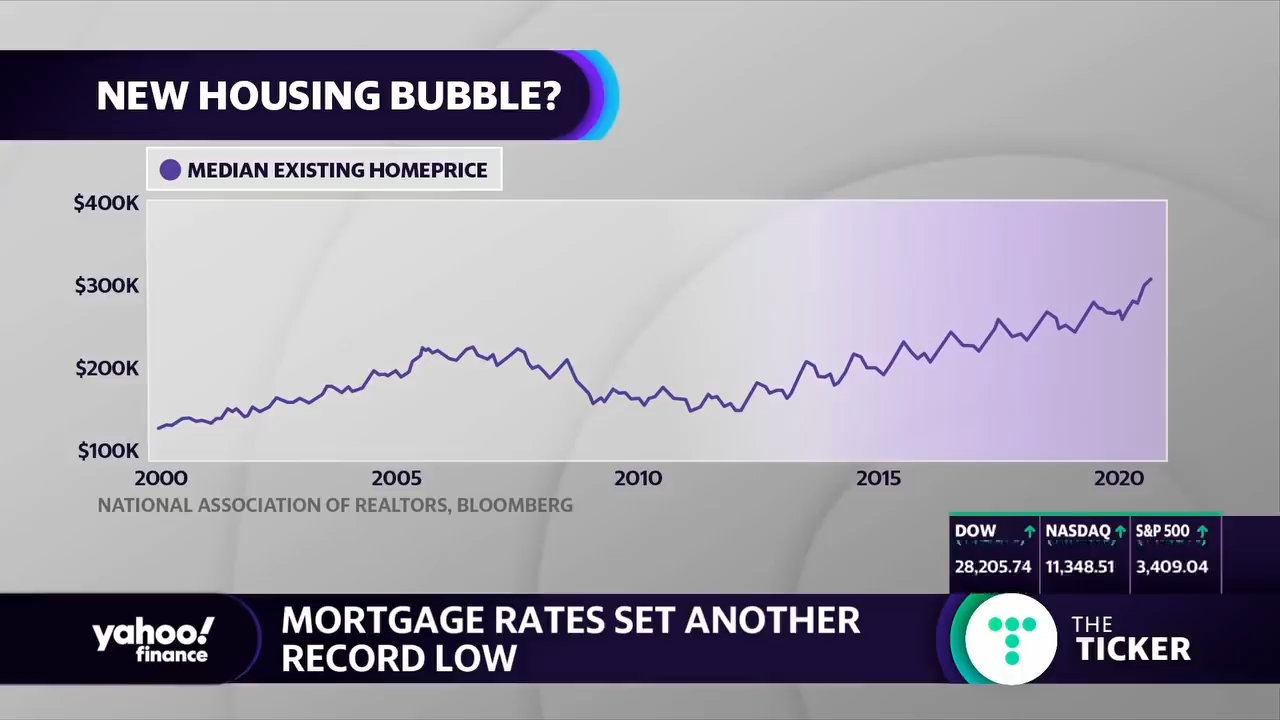 NEW HOUSING BUBBLE?
MEDIAN EXISTING HOMEPRICE
$400K
$300K
$200K
$100K
2000 2005 2010 2015 2020
NATIONAL ASSOCIATION OF REALTORS, BLOOMBERG
DOW NASDAQ S&P 500
28,205.74 11,348.51 3,409.04
yahoo!
finance
MORTGAGE RATES SET ANOTHER
RECORD LOW
THE
TICKER